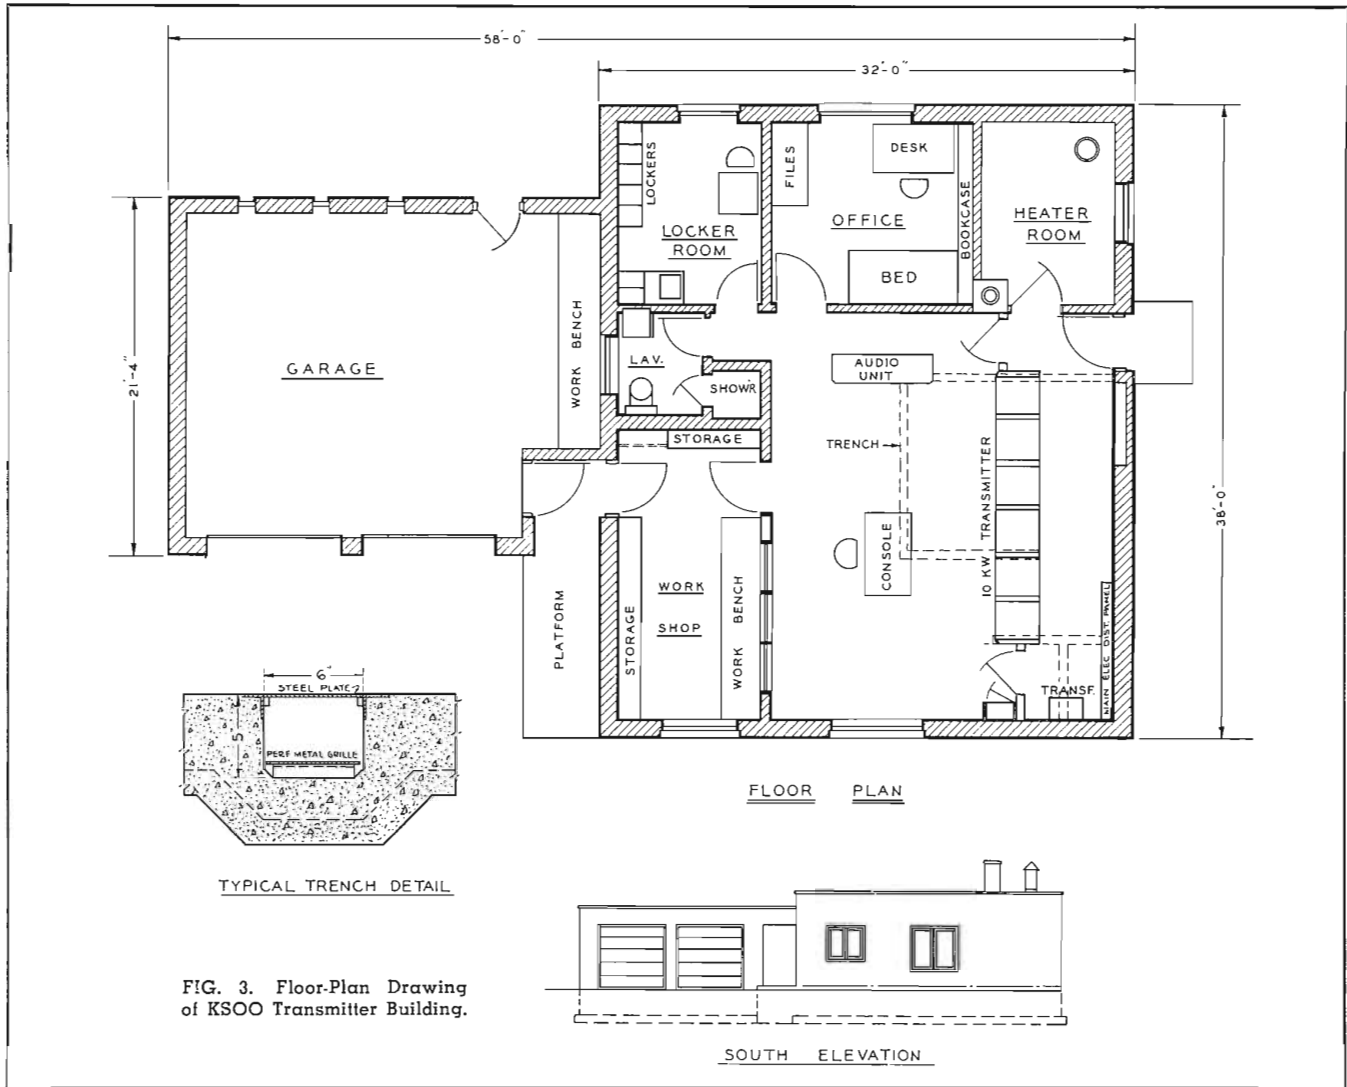 58'-0"
32'-0"
LOCKERS
FILES
DESK
BOOKCASE
LOCKER
ROOM
OFFICE
HEATER
ROOM
BED
21'-4"
GARAGE
WORK BENCH
LAV.
SHOW'R
AUDIO
UNIT
STORAGE
TRENCH
10 KW TRANSMITTER
38'-0"
CONSOLE
PLATFORM
STORAGE
WORK
SHOP
WORK BENCH
TRANSF.
MAIN ELEC DIST. PANEL
6"
STEEL PLATE
5"
PERF METAL GRILLE
FLOOR PLAN
TYPICAL TRENCH DETAIL
FIG. 3. Floor-Plan Drawing
of KSOO Transmitter Building.
SOUTH ELEVATION